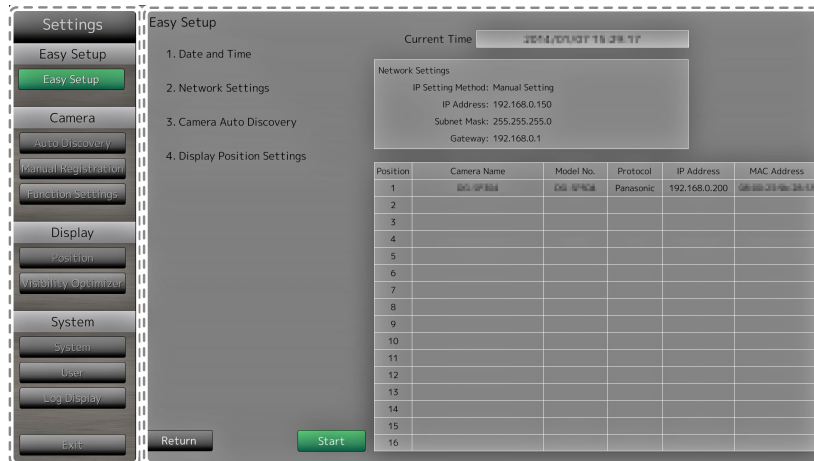 Settings
Easy Setup
Easy Setup
Camera
Auto Discovery
Manual Registration
Function Settings
Display
Position
Visibility Optimizer
System
System
User
Log Display
Exit
Easy Setup
1. Date and Time
2. Network Settings
3. Camera Auto Discovery
4. Display Position Settings
Return
Start
Current Time
Network Settings
IP Setting Method: Manual Setting
IP Address: 192.168.0.150
Subnet Mask: 255.255.255.0
Gateway: 192.168.0.1
Position Camera Name Model No. Protocol IP Address MAC Address
1 Panasonic 192.168.0.200
2
3
4
5
6
7
8
9
10
11
12
13
14
15
16